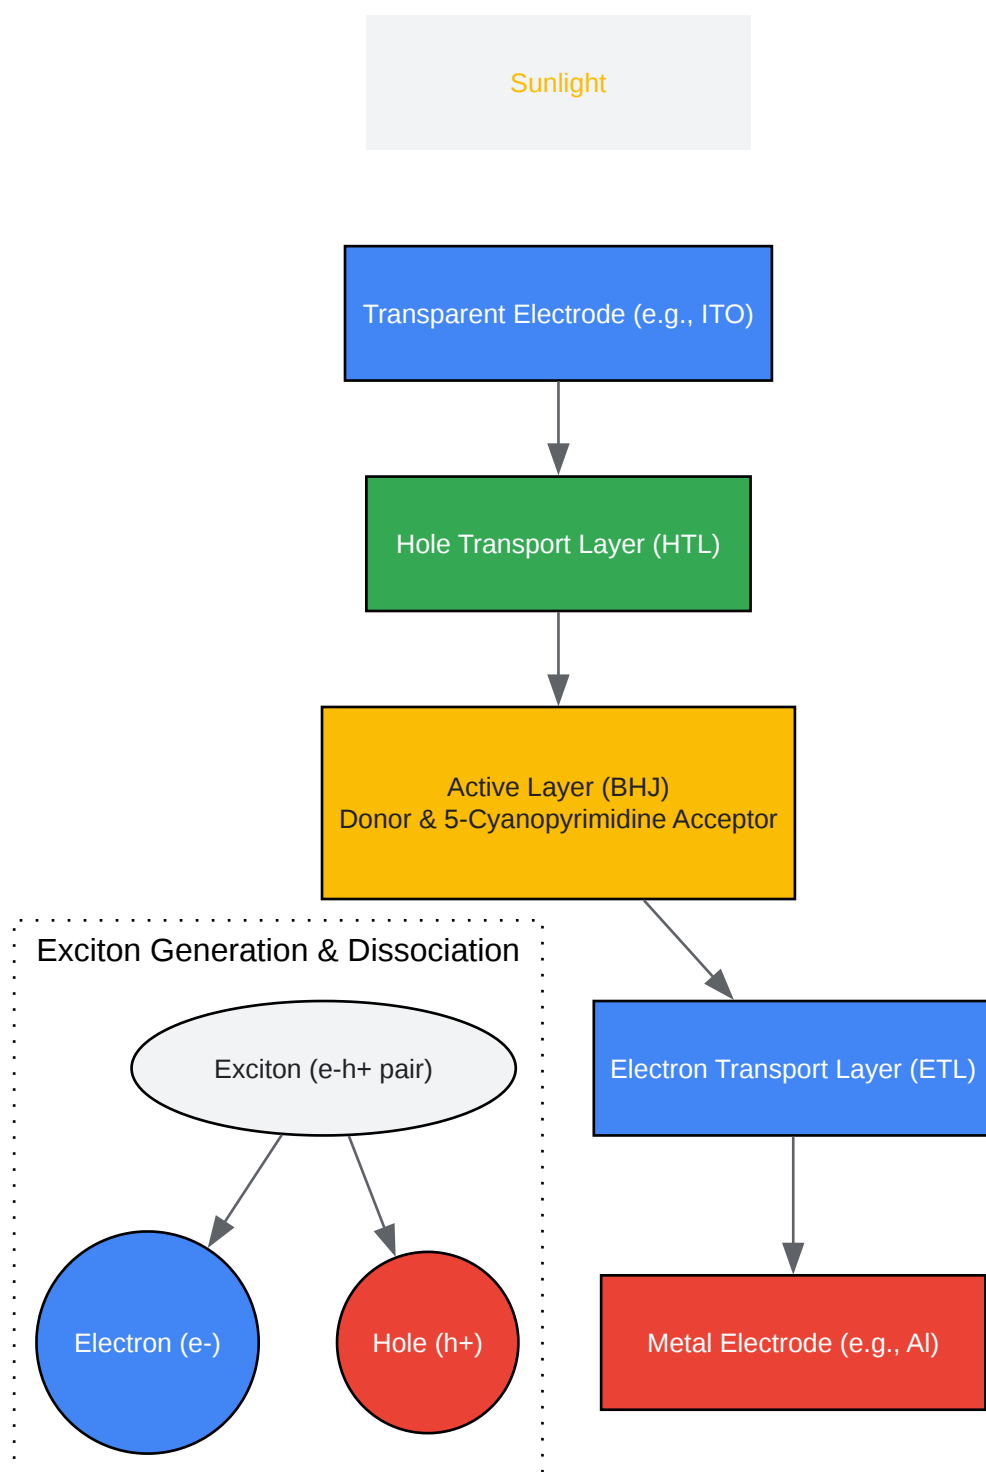 Sunlight
Transparent Electrode (e.g., ITO)
Hole Transport Layer (HTL)
Active Layer (BHJ)
Donor & 5-Cyanopyrimidine Acceptor
Exciton Generation & Dissociation
Exciton (e-h+ pair)
Electron Transport Layer (ETL)
Electron (e-)
Hole (h+)
Metal Electrode (e.g., Al)